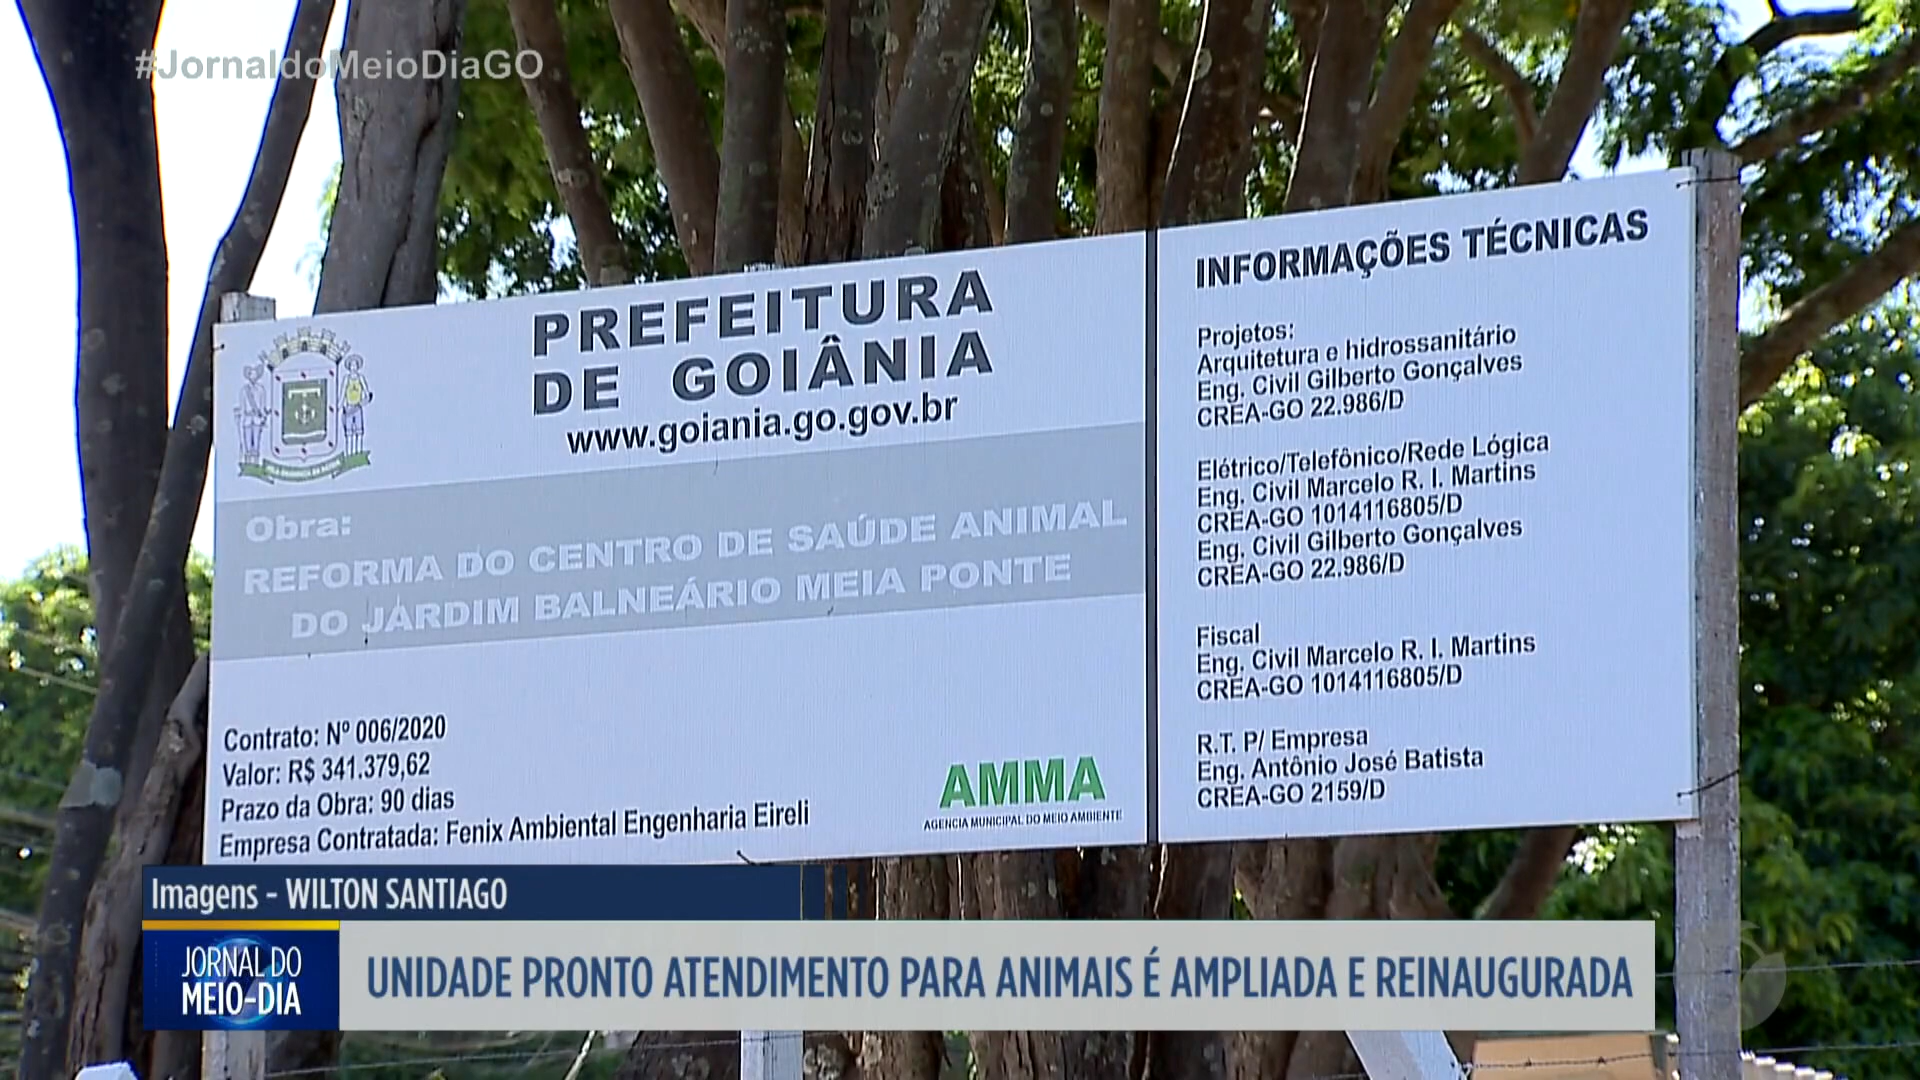 #JornaldoMeioDiaGO
PREFEITURA
DE GOIÂNIA
www.goiania.go.gov.br
Obra:
REFORMA DO CENTRO DE SAÚDE ANIMAL
DO JARDIM BALNEÁRIO MEIA PONTE
Contrato: Nº 006/2020
Valor: R$ 341.379,62
Prazo da Obra: 90 dias
Empresa Contratada: Fenix Ambiental Engenharia Eireli
AMMA
AGENCIA MUNICIPAL DO MEIO AMBIENTE
INFORMAÇÕES TÉCNICAS
Projetos:
Arquitetura e hidrossanitário
Eng. Civil Gilberto Gonçalves
CREA-GO 22.986/D
Elétrico/Telefônico/Rede Lógica
Eng. Civil Marcelo R. I. Martins
CREA-GO 1014116805/D
Eng. Civil Gilberto Gonçalves
CREA-GO 22.986/D
Fiscal
Eng. Civil Marcelo R. I. Martins
CREA-GO 1014116805/D
R.T. P/ Empresa
Eng. Antônio José Batista
CREA-GO 2159/D
Imagens - WILTON SANTIAGO
JORNAL DO
MEIO-DIA
UNIDADE PRONTO ATENDIMENTO PARA ANIMAIS É AMPLIADA E REINAUGURADA